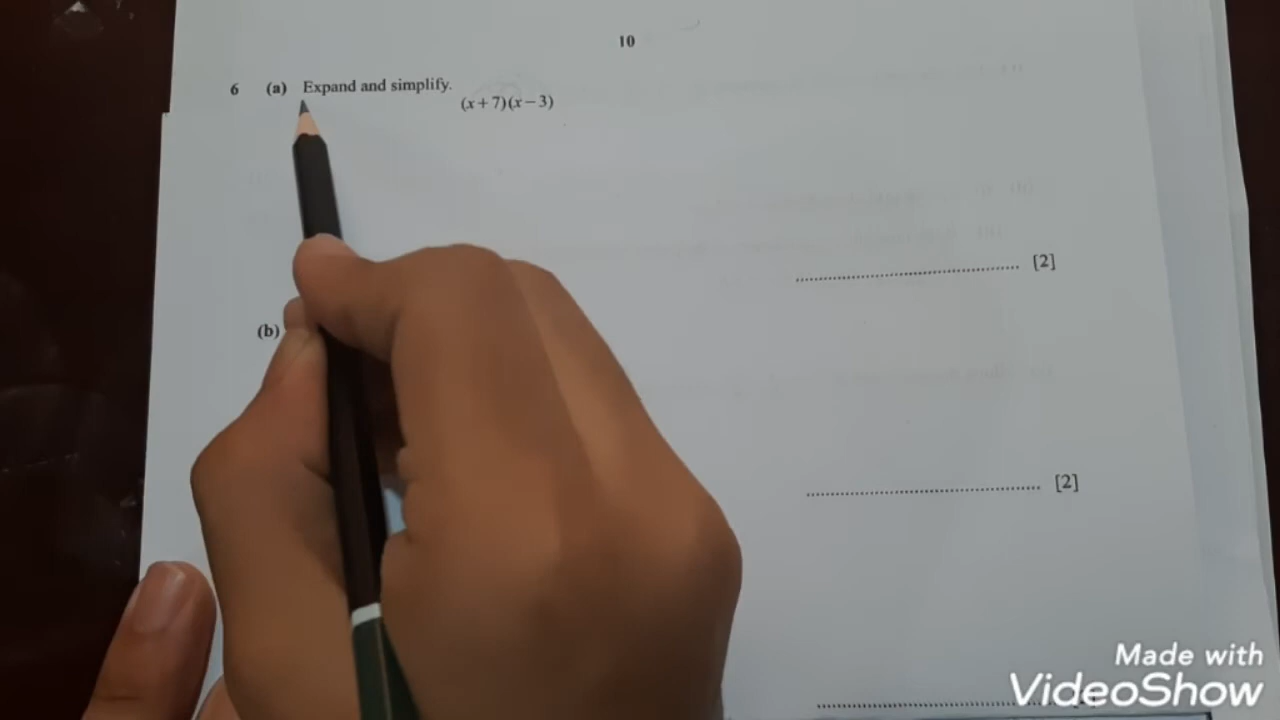 10
6 (a) Expand and simplify.
(x + 7)(x − 3)
........................................ [2]
(b)
........................................ [2]
........................................
Made with
VideoShow